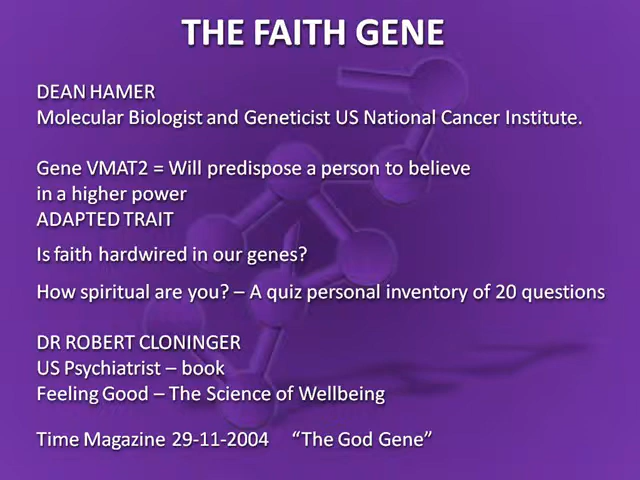 THE FAITH GENE
DEAN HAMER
Molecular Biologist and Geneticist US National Cancer Institute.
Gene VMAT2 = Will predispose a person to believe
in a higher power
ADAPTED TRAIT
Is faith hardwired in our genes?
How spiritual are you? – A quiz personal inventory of 20 questions
DR ROBERT CLONINGER
US Psychiatrist – book
Feeling Good – The Science of Wellbeing
Time Magazine 29-11-2004 “The God Gene”